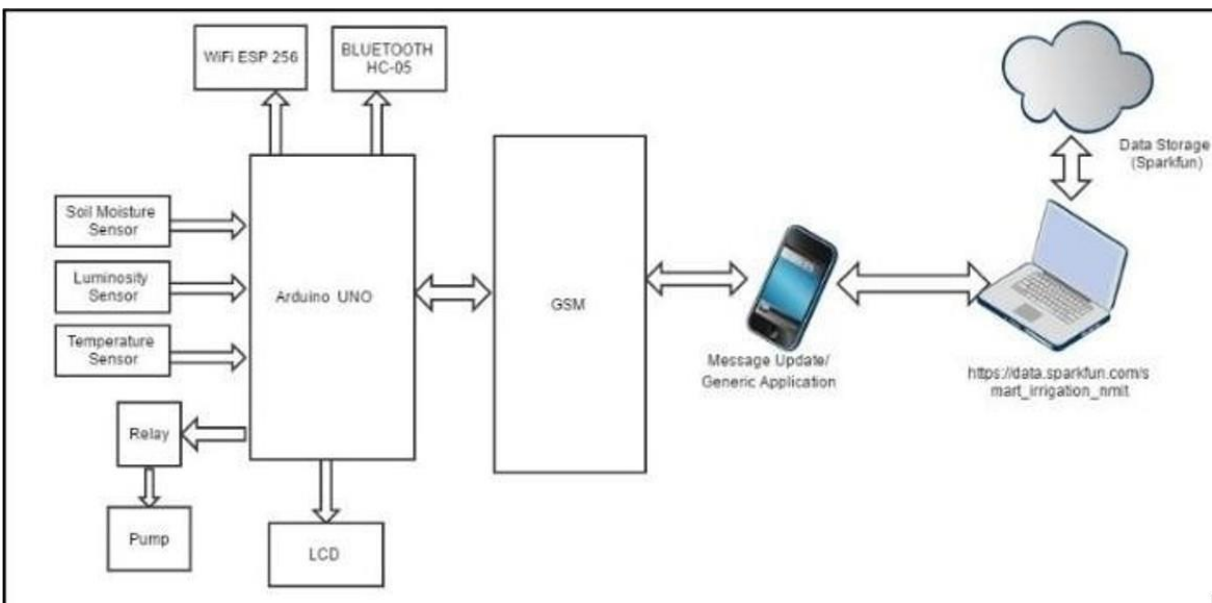 WiFi ESP 256
BLUETOOTH
HC-05
Data Storage
(Sparkfun)
Soil Moisture
Sensor
Luminosity
Sensor
Temperature
Sensor
Arduino UNO
GSM
Message Update/
Generic Application
https://data.sparkfun.com/s
mart_irrigation_nmit
Relay
Pump
LCD